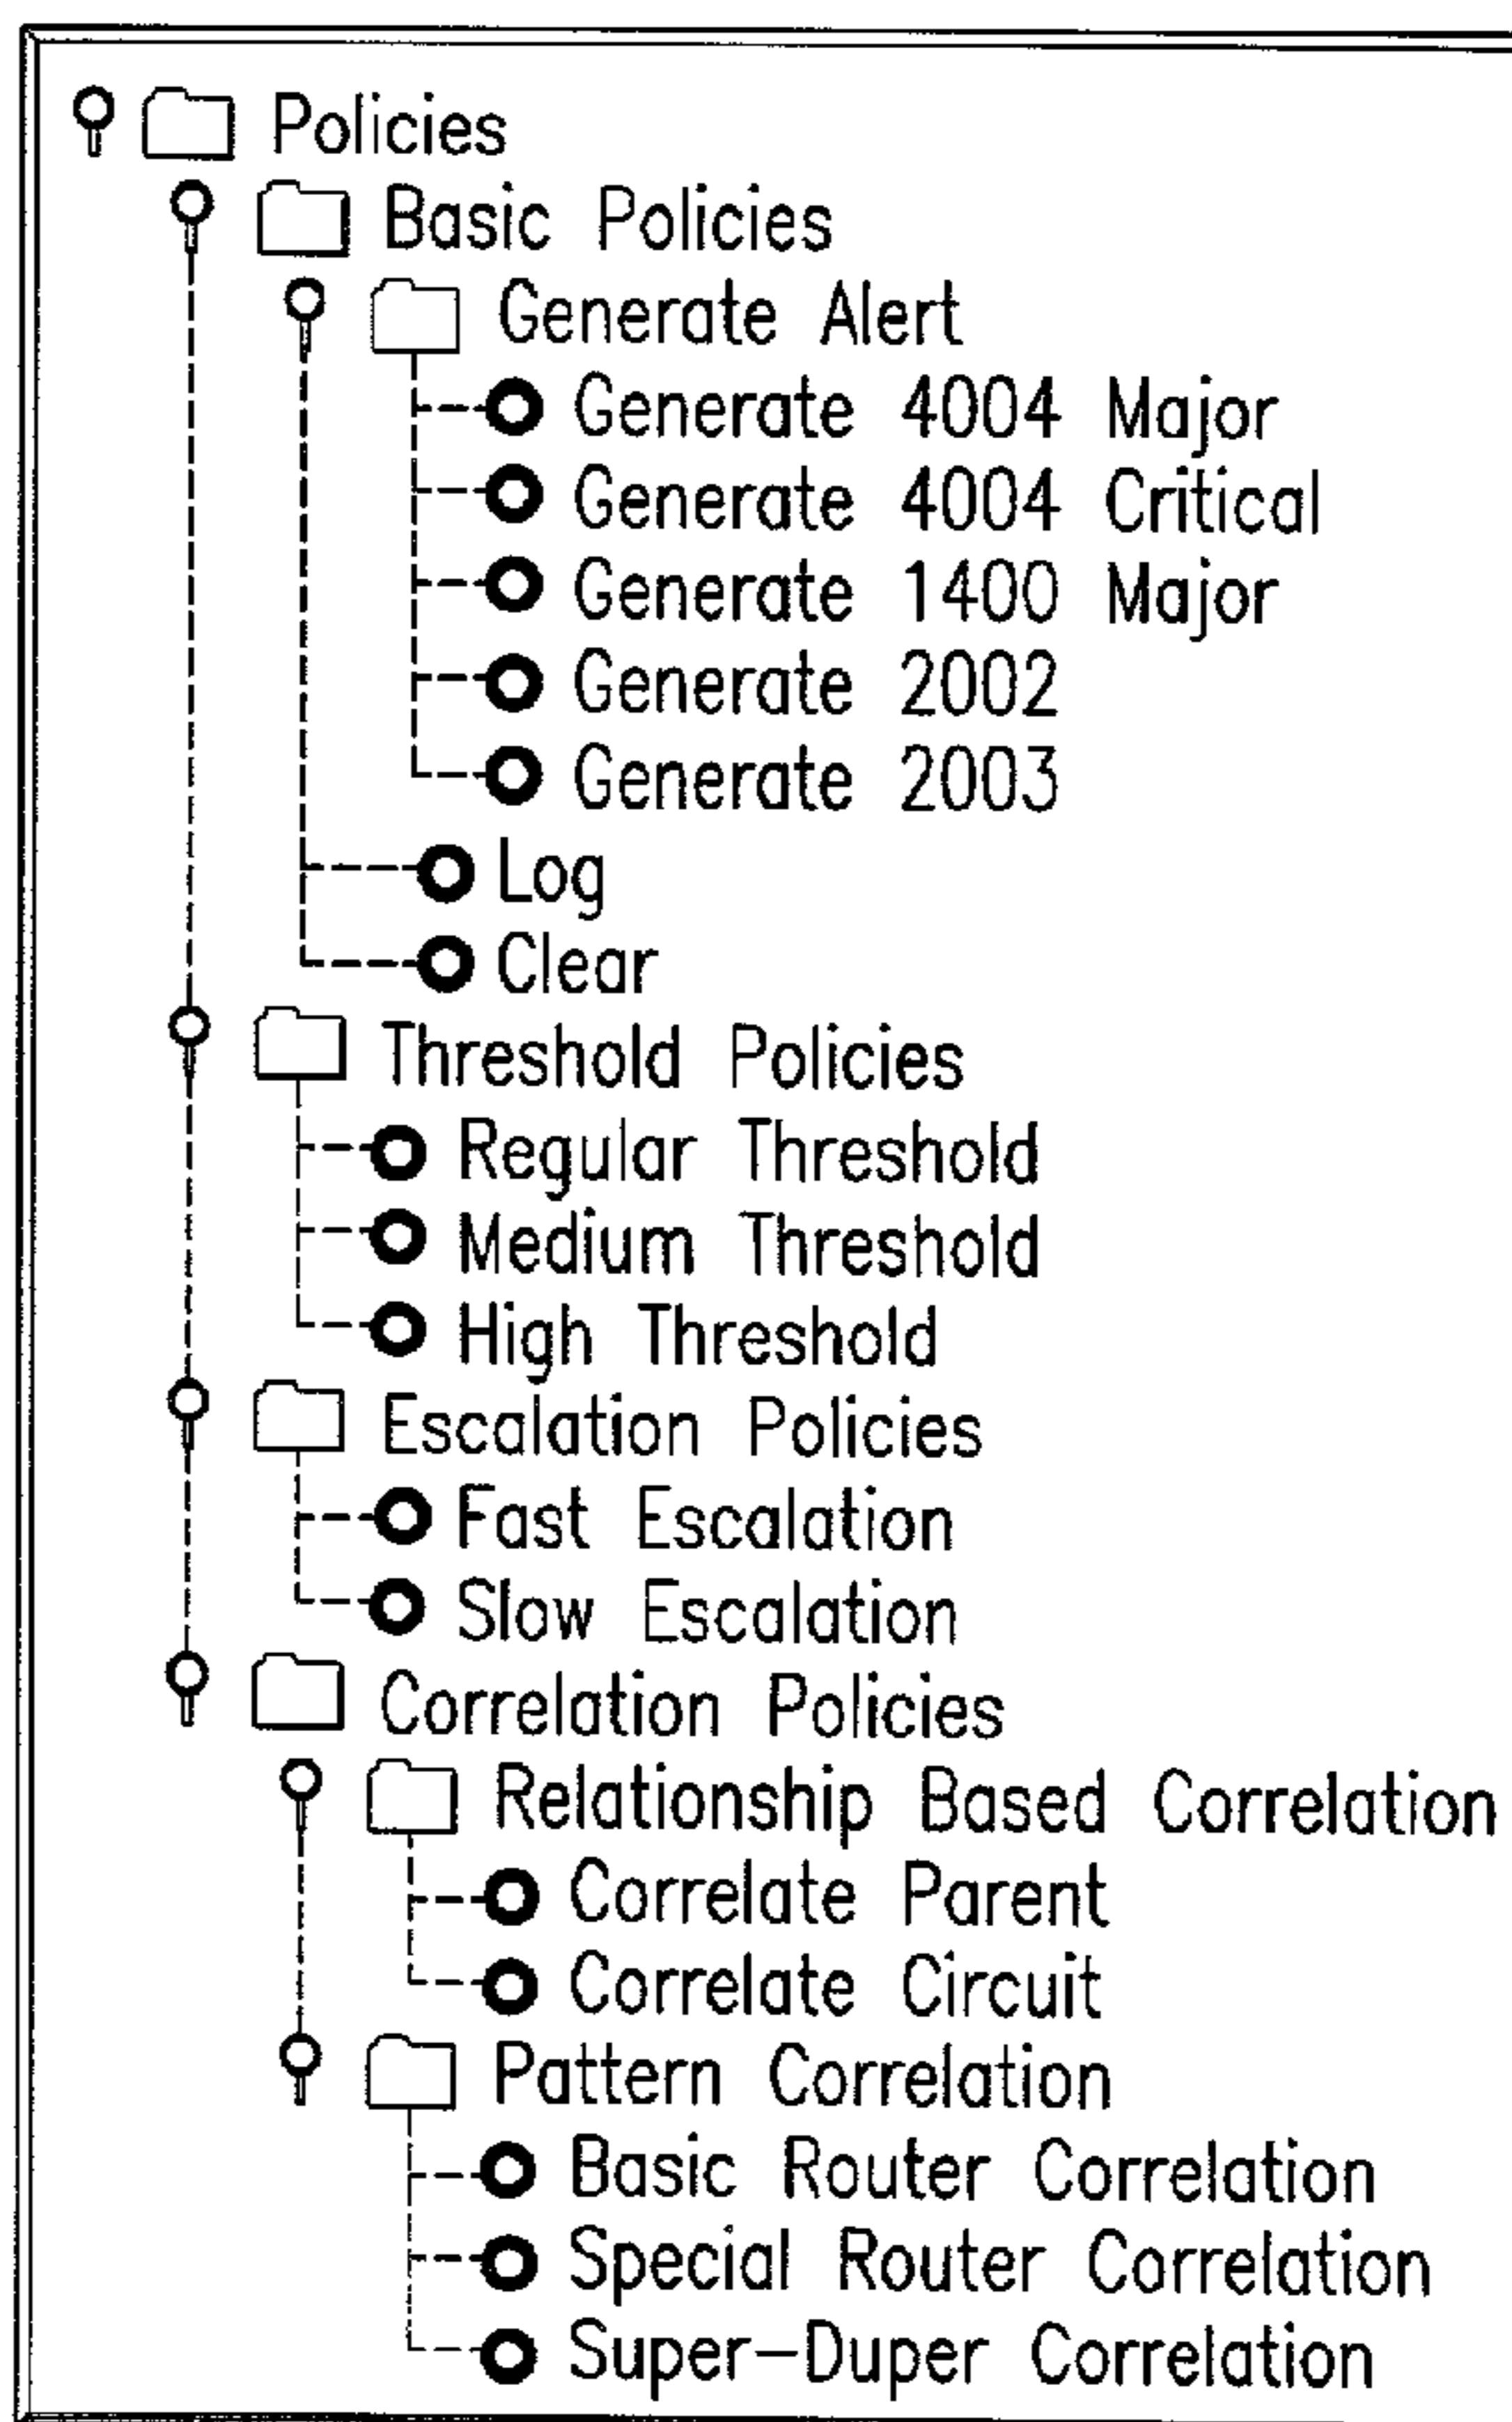 Policies
Basic Policies
Generate Alert
Generate 4004 Major
Generate 4004 Critical
Generate 1400 Major
Generate 2002
Generate 2003
Log
Clear
Threshold Policies
Regular Threshold
Medium Threshold
High Threshold
Escalation Policies
Fast Escalation
Slow Escalation
Correlation Policies
Relationship Based Correlation
Correlate Parent
Correlate Circuit
Pattern Correlation
Basic Router Correlation
Special Router Correlation
Super-Duper Correlation